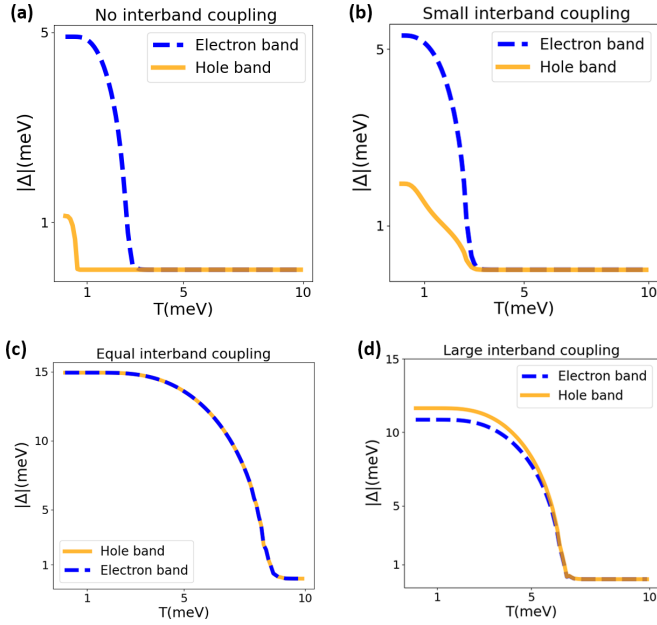 (a)
No interband coupling
5
1
|Δ|(meV)
Electron band
Hole band
1
5
10
T(meV)
(b)
Small interband coupling
5
1
|Δ|(meV)
Electron band
Hole band
1
5
10
T(meV)
(c)
Equal interband coupling
15
10
5
1
|Δ|(meV)
Hole band
Electron band
1
5
10
T(meV)
(d)
Large interband coupling
15
10
5
1
|Δ|(meV)
Electron band
Hole band
1
5
10
T(meV)